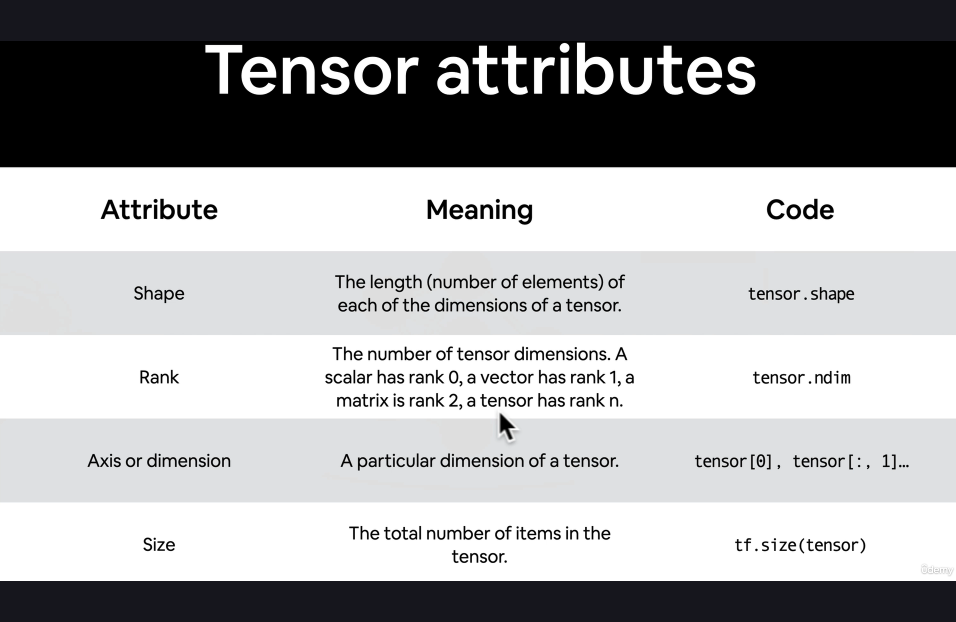 Tensor attributes
Attribute Meaning Code
Shape
The length (number of elements) of
each of the dimensions of a tensor.
tensor.shape
Rank
The number of tensor dimensions. A
scalar has rank 0, a vector has rank 1, a
matrix is rank 2, a tensor has rank n.
tensor.ndim
Axis or dimension
A particular dimension of a tensor.
tensor[0], tensor[:, 1]…
Size
The total number of items in the
tensor.
tf.size(tensor)
ûdemy